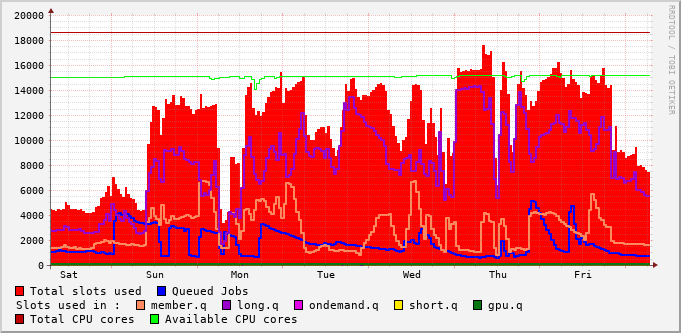 20000
18000
16000
14000
12000
10000
8000
6000
4000
2000
0
Sat Sun Mon Tue Wed Thu Fri
RRDTOOL / TOBI OETIKER
Total slots used Queued Jobs
Slots used in : member.q long.q ondemand.q short.q gpu.q
Total CPU cores Available CPU cores